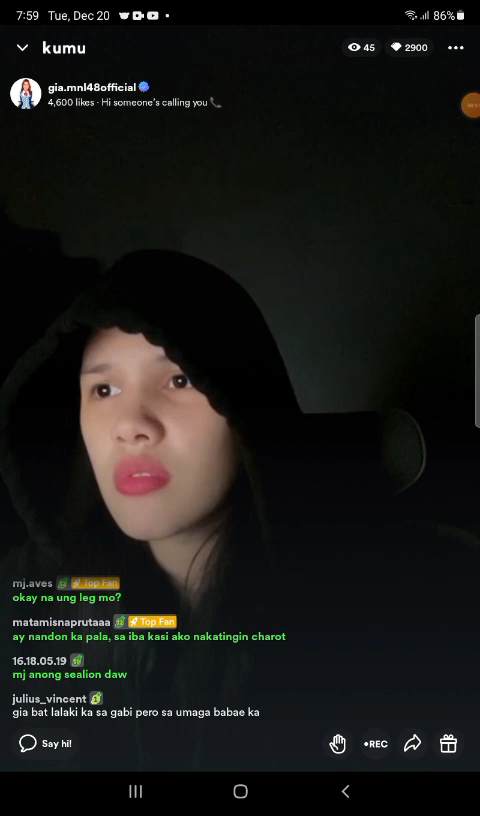 7:59 Tue, Dec 20 86%
kumu 45 2900
gia.mnl48official
4,600 likes · Hi someone's calling you
mj.aves Top Fan
okay na ung leg mo?
matamisnaprutaaa Top Fan
ay nandon ka pala, sa iba kasi ako nakatingin charot
16.18.05.19
mj anong sealion daw
julius_vincent
gia bat lalaki ka sa gabi pero sa umaga babae ka
Say hi! •REC